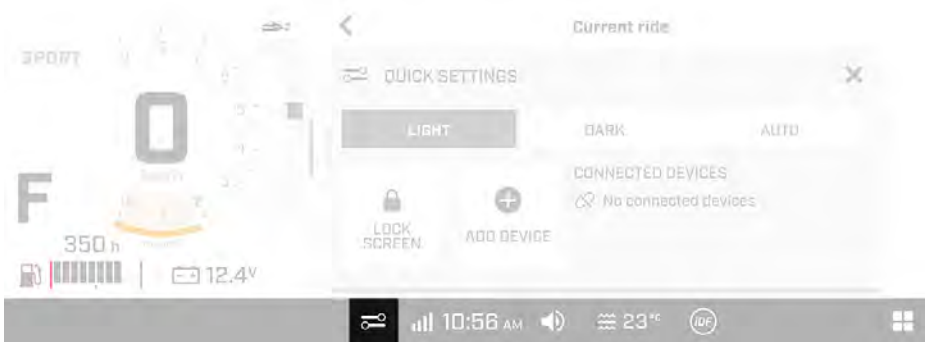 SPORT
0
F
350 h
12.4V
Current ride
QUICK SETTINGS
LIGHT DARK AUTO
LOCK SCREEN
ADD DEVICE
CONNECTED DEVICES
No connected devices
10:56 AM
23°C
iDF